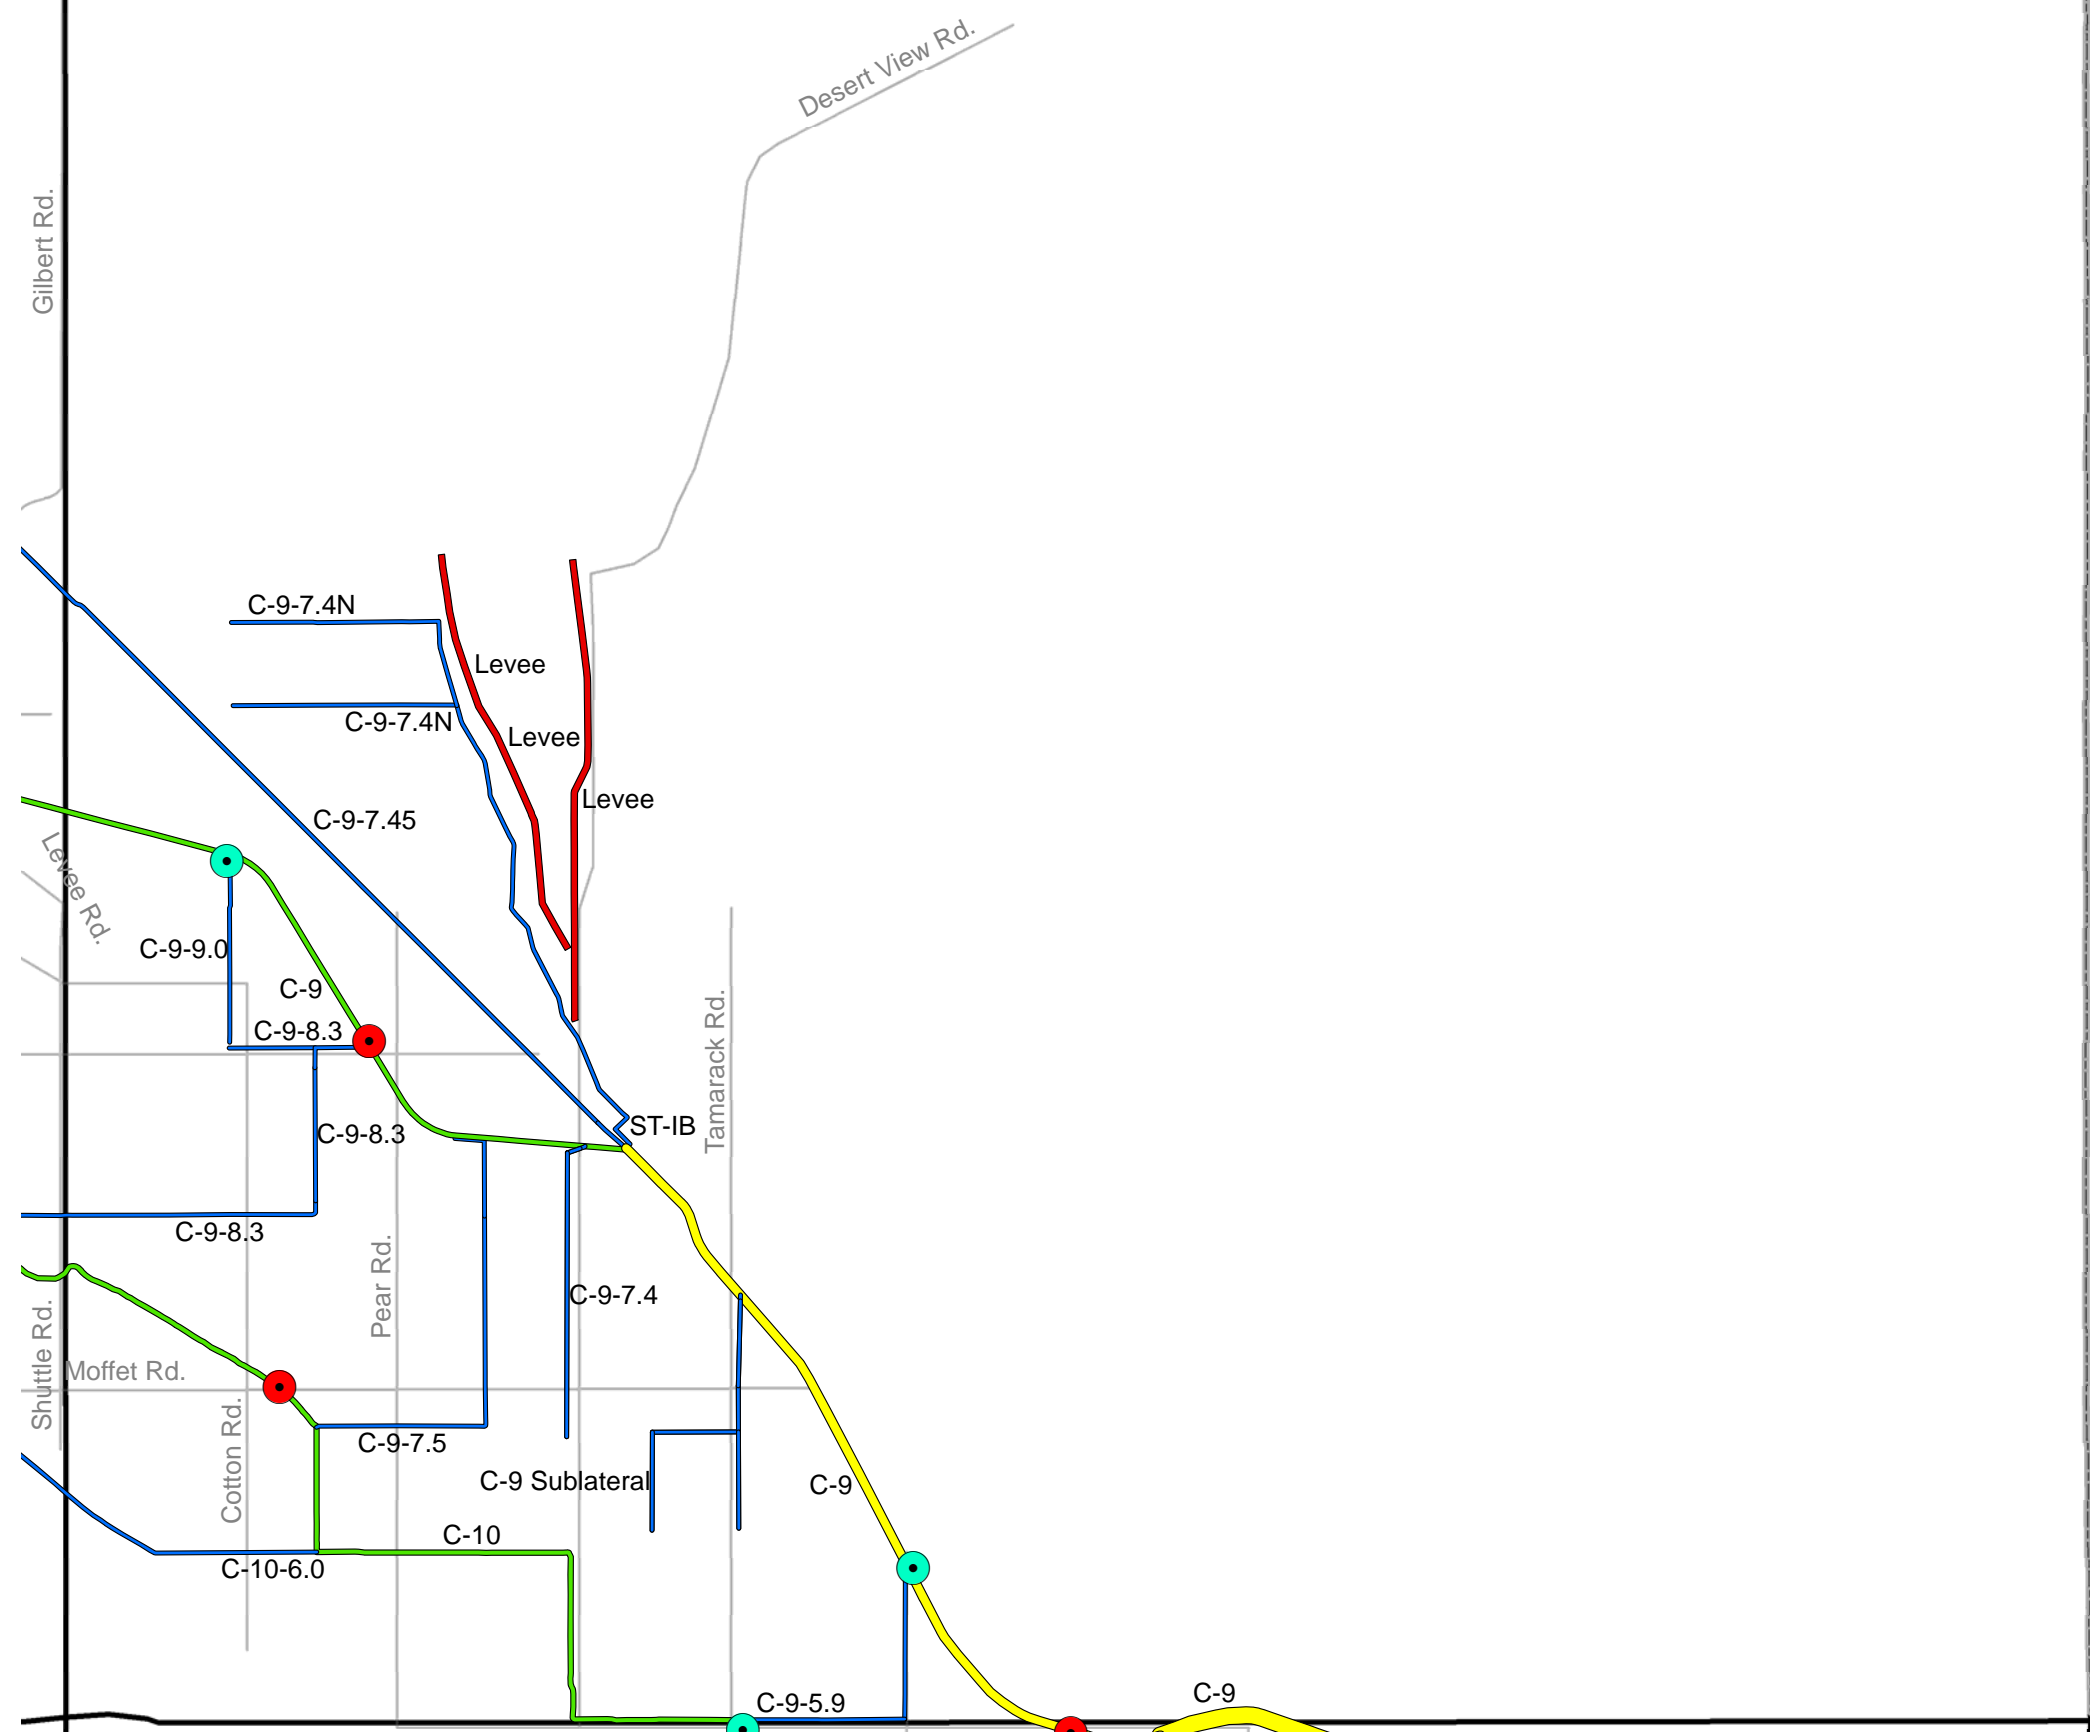 Desert View Rd.
Gilbert Rd.
C-9-7.4N
Levee
C-9-7.4N
Levee
Levee
C-9-7.45
Levee Rd.
C-9-9.0
C-9
C-9-8.3
Tamarack Rd.
ST-IB
C-9-8.3
C-9-8.3
Pear Rd.
C-9-7.4
Shuttle Rd.
Moffet Rd.
Cotton Rd.
C-9-7.5
C-9 Sublateral
C-9
C-10
C-10-6.0
C-9-5.9
C-9